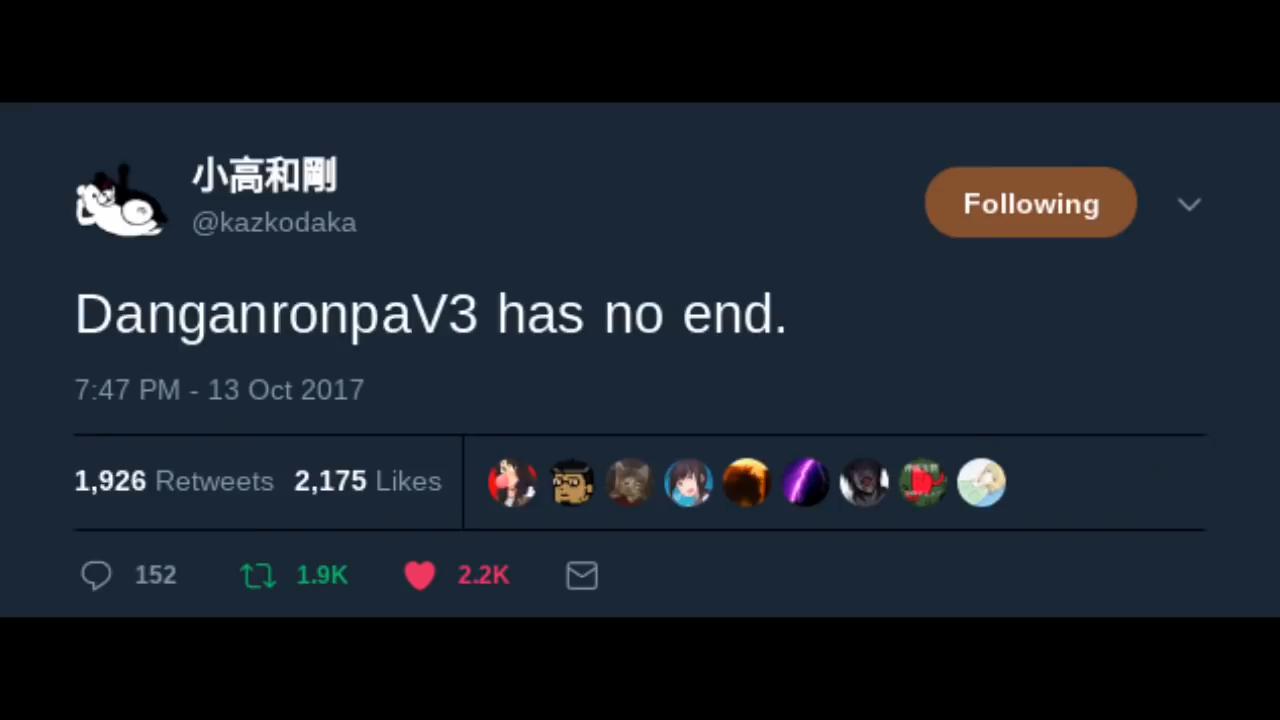 小高和剛
@kazkodaka
Following
DanganronpaV3 has no end.
7:47 PM - 13 Oct 2017
1,926 Retweets 2,175 Likes
152 1.9K 2.2K